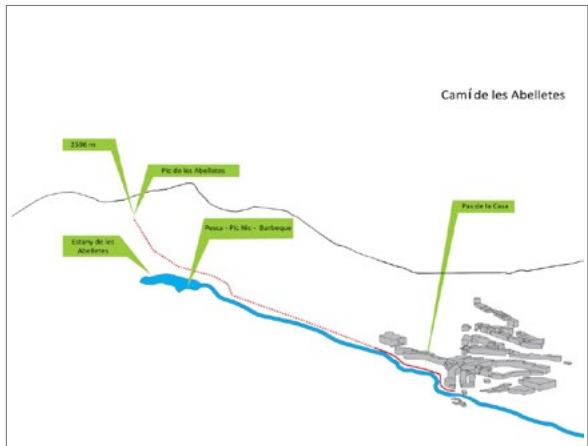 Camí de les Abelletes
2596 m
Pic de les Abelletes
Pas de la Casa
Pesca - Pic Nic - Barbeque
Estany de les
Abelletes